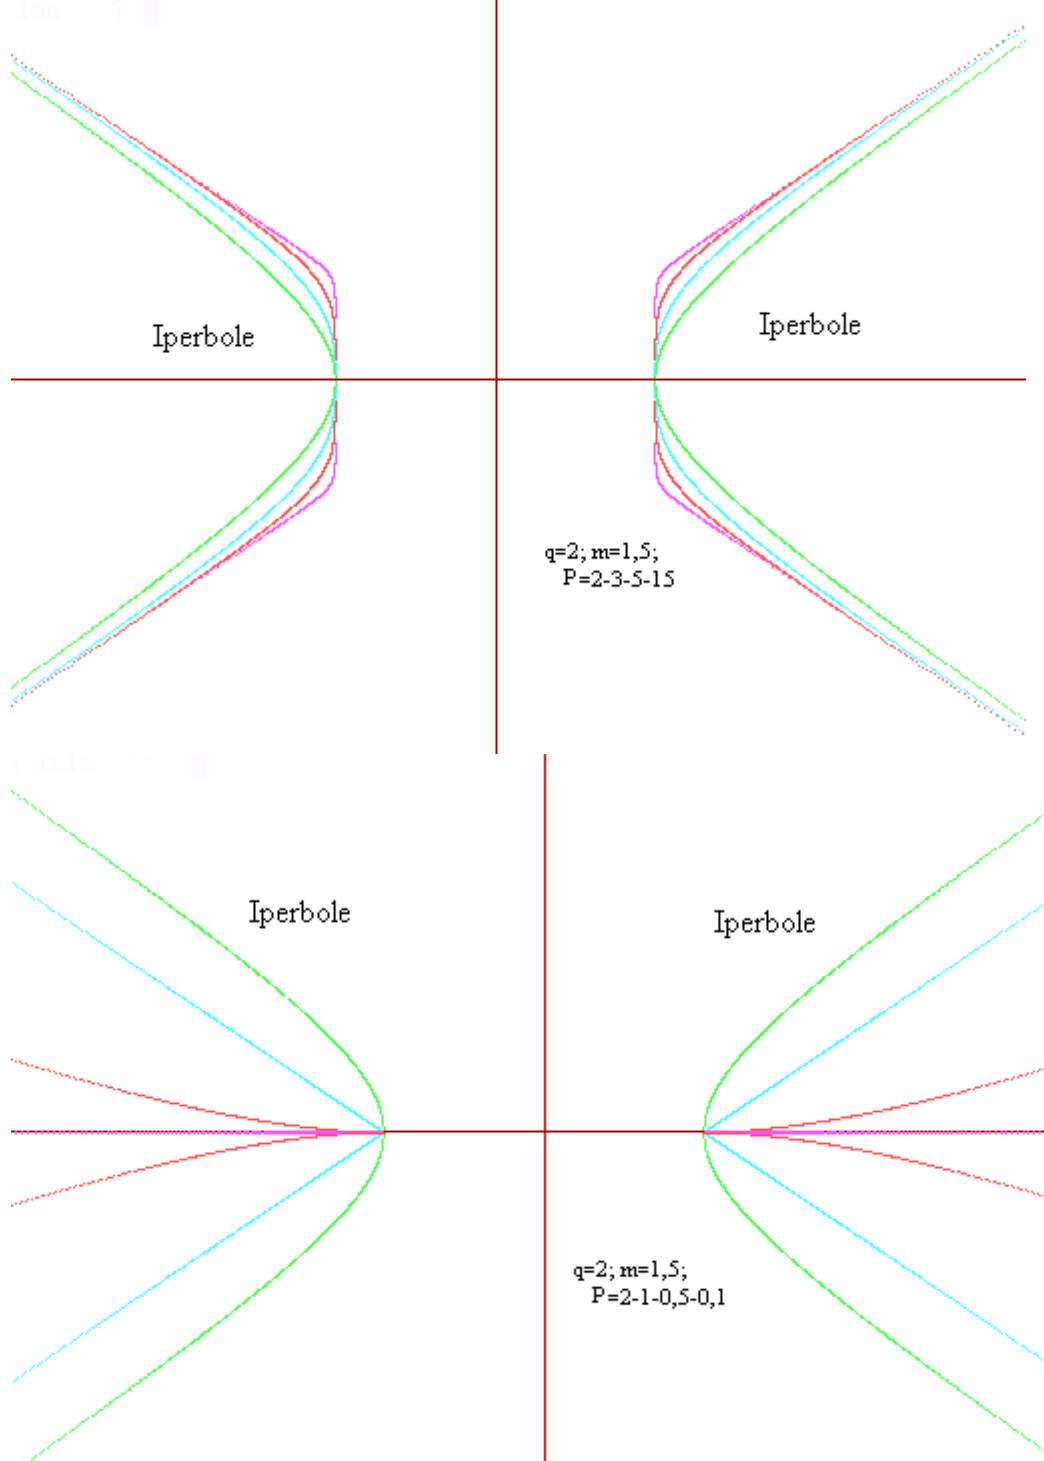 Iperbole
Iperbole
q=2; m=1,5;
P=2-3-5-15
Iperbole
Iperbole
q=2; m=1,5;
P=2-1-0,5-0,1